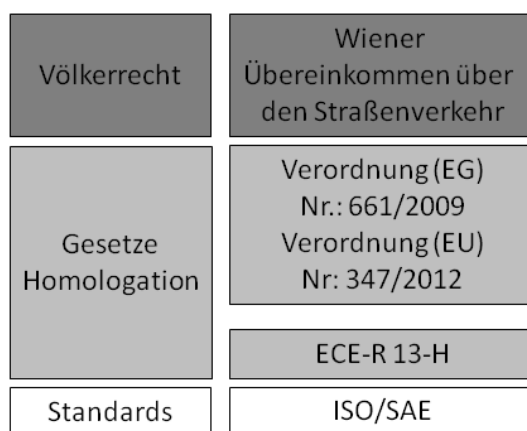 Völkerrecht
Wiener
Übereinkommen über
den Straßenverkehr
Gesetze
Homologation
Verordnung (EG)
Nr.: 661/2009
Verordnung (EU)
Nr: 347/2012
ECE-R 13-H
Standards
ISO/SAE